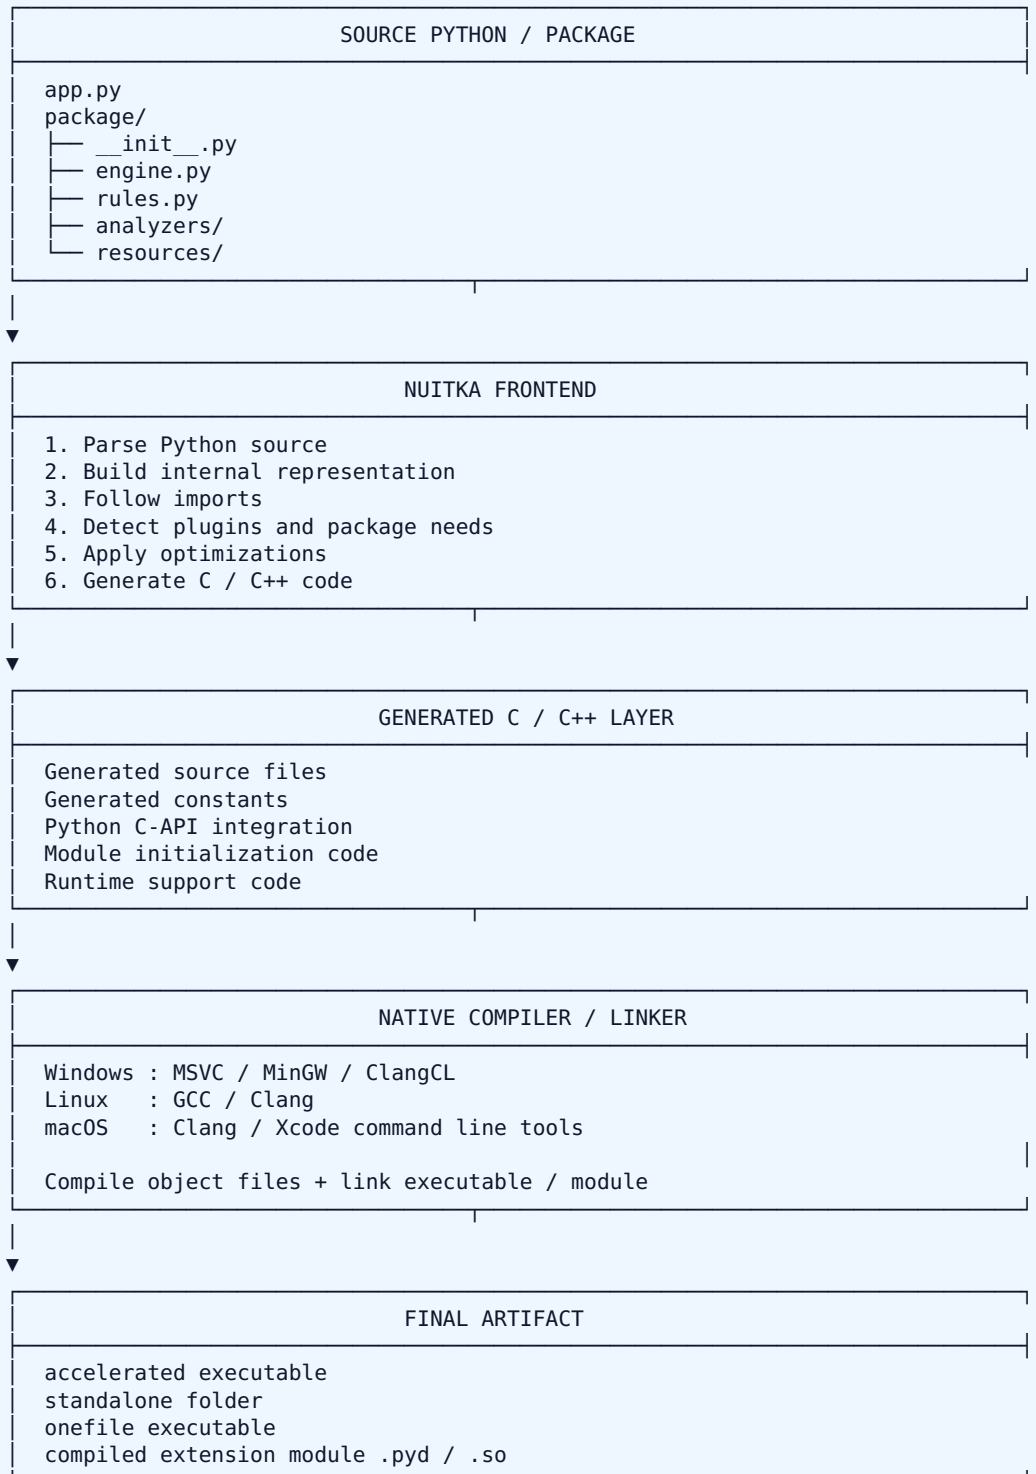 SOURCE PYTHON / PACKAGE
app.py
package/
├── __init__.py
├── engine.py
├── rules.py
├── analyzers/
└── resources/
▼
NUITKA FRONTEND
1. Parse Python source
2. Build internal representation
3. Follow imports
4. Detect plugins and package needs
5. Apply optimizations
6. Generate C / C++ code
▼
GENERATED C / C++ LAYER
Generated source files
Generated constants
Python C-API integration
Module initialization code
Runtime support code
▼
NATIVE COMPILER / LINKER
Windows : MSVC / MinGW / ClangCL
Linux   : GCC / Clang
macOS   : Clang / Xcode command line tools
Compile object files + link executable / module
▼
FINAL ARTIFACT
accelerated executable
standalone folder
onefile executable
compiled extension module .pyd / .so